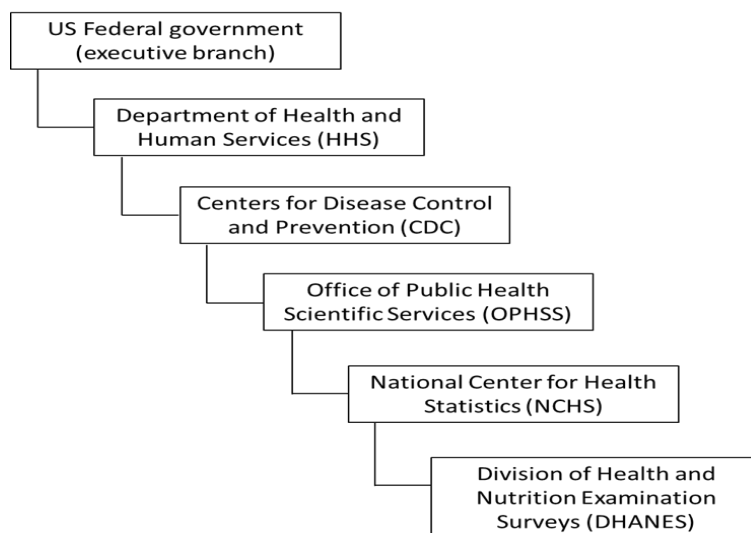 US Federal government
(executive branch)
Department of Health and
Human Services (HHS)
Centers for Disease Control
and Prevention (CDC)
Office of Public Health
Scientific Services (OPHSS)
National Center for Health
Statistics (NCHS)
Division of Health and
Nutrition Examination
Surveys (DHANES)